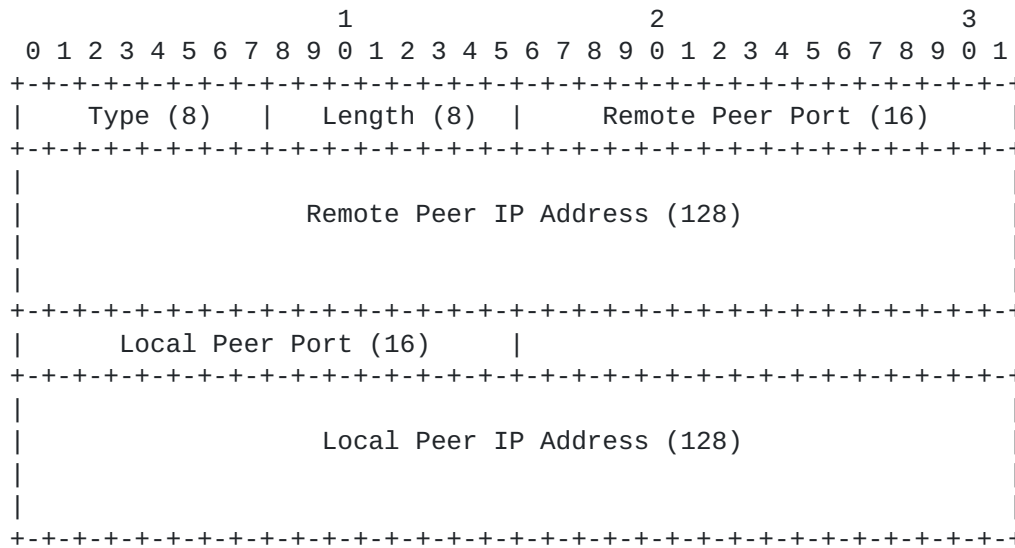 1                   2                   3
 0 1 2 3 4 5 6 7 8 9 0 1 2 3 4 5 6 7 8 9 0 1 2 3 4 5 6 7 8 9 0 1
+-+-+-+-+-+-+-+-+-+-+-+-+-+-+-+-+-+-+-+-+-+-+-+-+-+-+-+-+-+-+-+-+
|    Type (8)   |   Length (8)  |     Remote Peer Port (16)     |
+-+-+-+-+-+-+-+-+-+-+-+-+-+-+-+-+-+-+-+-+-+-+-+-+-+-+-+-+-+-+-+-+
|                                                               |
|                  Remote Peer IP Address (128)                 |
|                                                               |
|                                                               |
+-+-+-+-+-+-+-+-+-+-+-+-+-+-+-+-+-+-+-+-+-+-+-+-+-+-+-+-+-+-+-+-+
|      Local Peer Port (16)     |
+-+-+-+-+-+-+-+-+-+-+-+-+-+-+-+-+-+-+-+-+-+-+-+-+-+-+-+-+-+-+-+-+
|                                                               |
|                   Local Peer IP Address (128)                 |
|                                                               |
|                                                               |
+-+-+-+-+-+-+-+-+-+-+-+-+-+-+-+-+-+-+-+-+-+-+-+-+-+-+-+-+-+-+-+-+